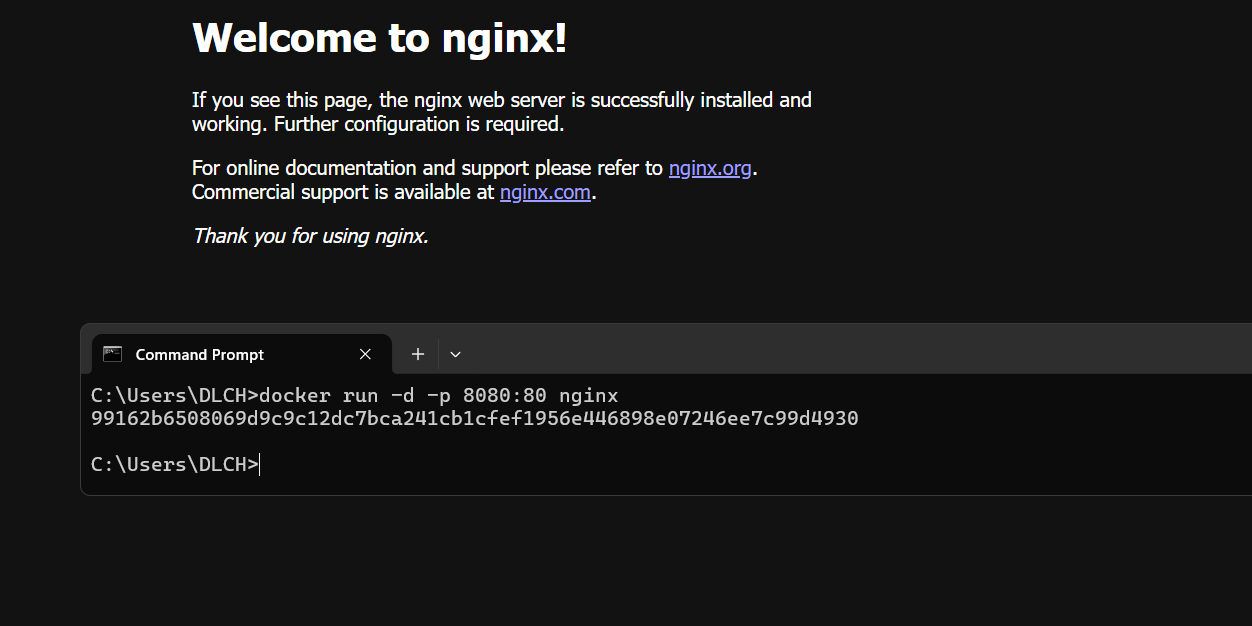 Welcome to nginx!
If you see this page, the nginx web server is successfully installed and
working. Further configuration is required.
For online documentation and support please refer to nginx.org.
Commercial support is available at nginx.com.
Thank you for using nginx.
Command Prompt
C:\Users\DLCH>docker run -d -p 8080:80 nginx
99162b6508069d9c9c12dc7bca241cb1cfef1956e446898e07246ee7c99d4930
C:\Users\DLCH>